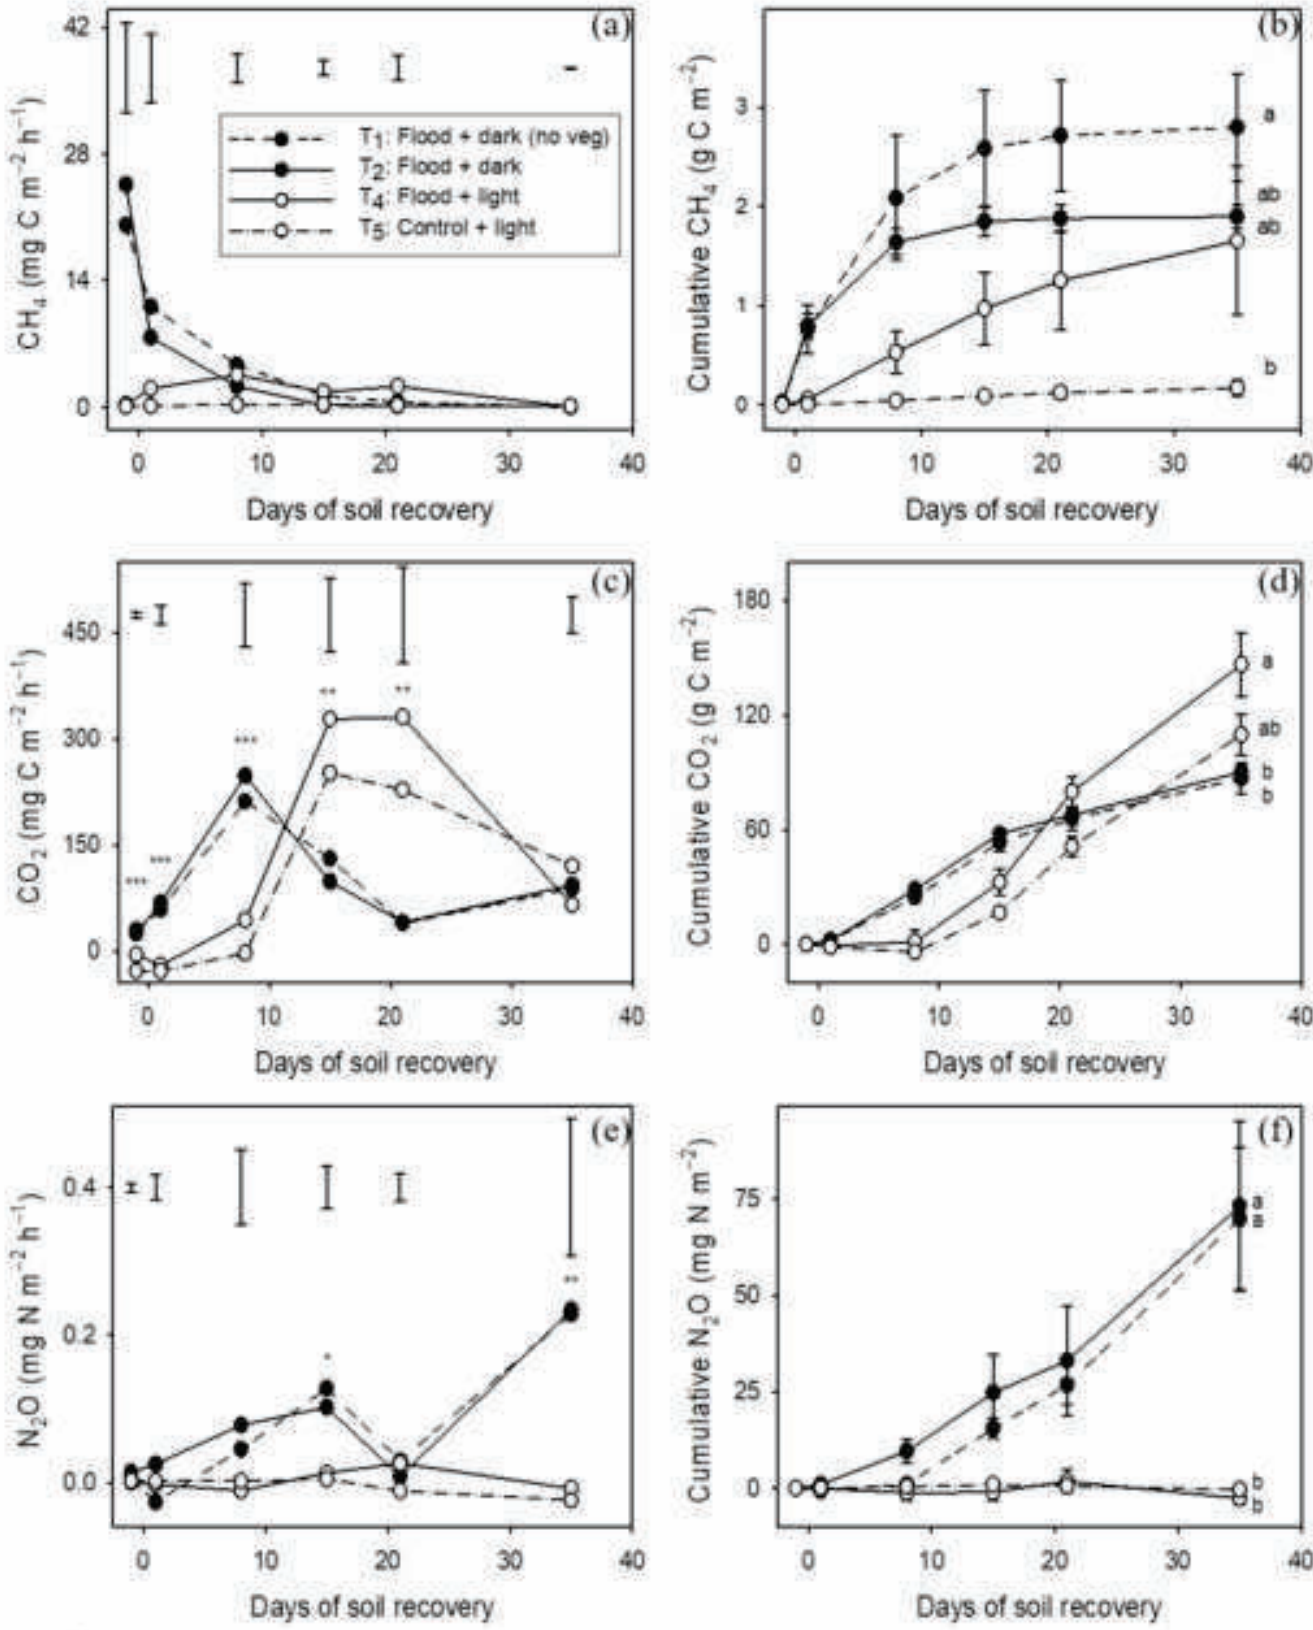 (a)
CH4 (mg C m−2 h−1)
42
28
14
0
T1: Flood + dark (no veg)
T2: Flood + dark
T4: Flood + light
T5: Control + light
0 10 20 30 40
Days of soil recovery
(b)
Cumulative CH4 (g C m−2)
3
2
1
0
a
ab
ab
b
0 10 20 30 40
Days of soil recovery
(c)
CO2 (mg C m−2 h−1)
450
300
150
0
***
***
***
**
**
0 10 20 30 40
Days of soil recovery
(d)
Cumulative CO2 (g C m−2)
180
120
60
0
a
ab
b
b
0 10 20 30 40
Days of soil recovery
(e)
N2O (mg N m−2 h−1)
0.4
0.2
0.0
*
**
0 10 20 30 40
Days of soil recovery
(f)
Cumulative N2O (mg N m−2)
75
50
25
0
a
a
b
b
0 10 20 30 40
Days of soil recovery